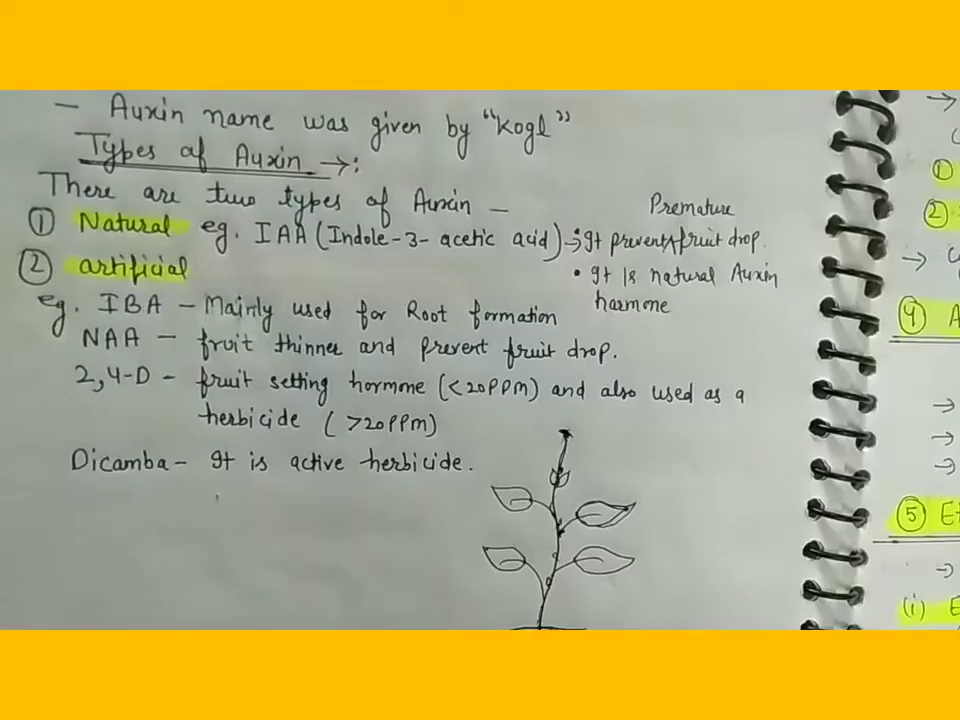 - Auxin name was given by "Kogl"
Types of Auxin →:
There are two types of Auxin -
Premature
① Natural eg. IAA (Indole-3-acetic acid) → • It prevent ∧ fruit drop.
② artificial
• It Is natural Auxin
harmone
eg. IBA - Mainly used for Root formation
NAA - fruit thinner and prevent fruit drop.
2,4-D - fruit setting hormone (<20PPM) and also used as a
herbicide ( >20PPM)
Dicamba - It is active herbicide.
①
②
→
④ A
→
→
→
⑤ Et
→
(i) E